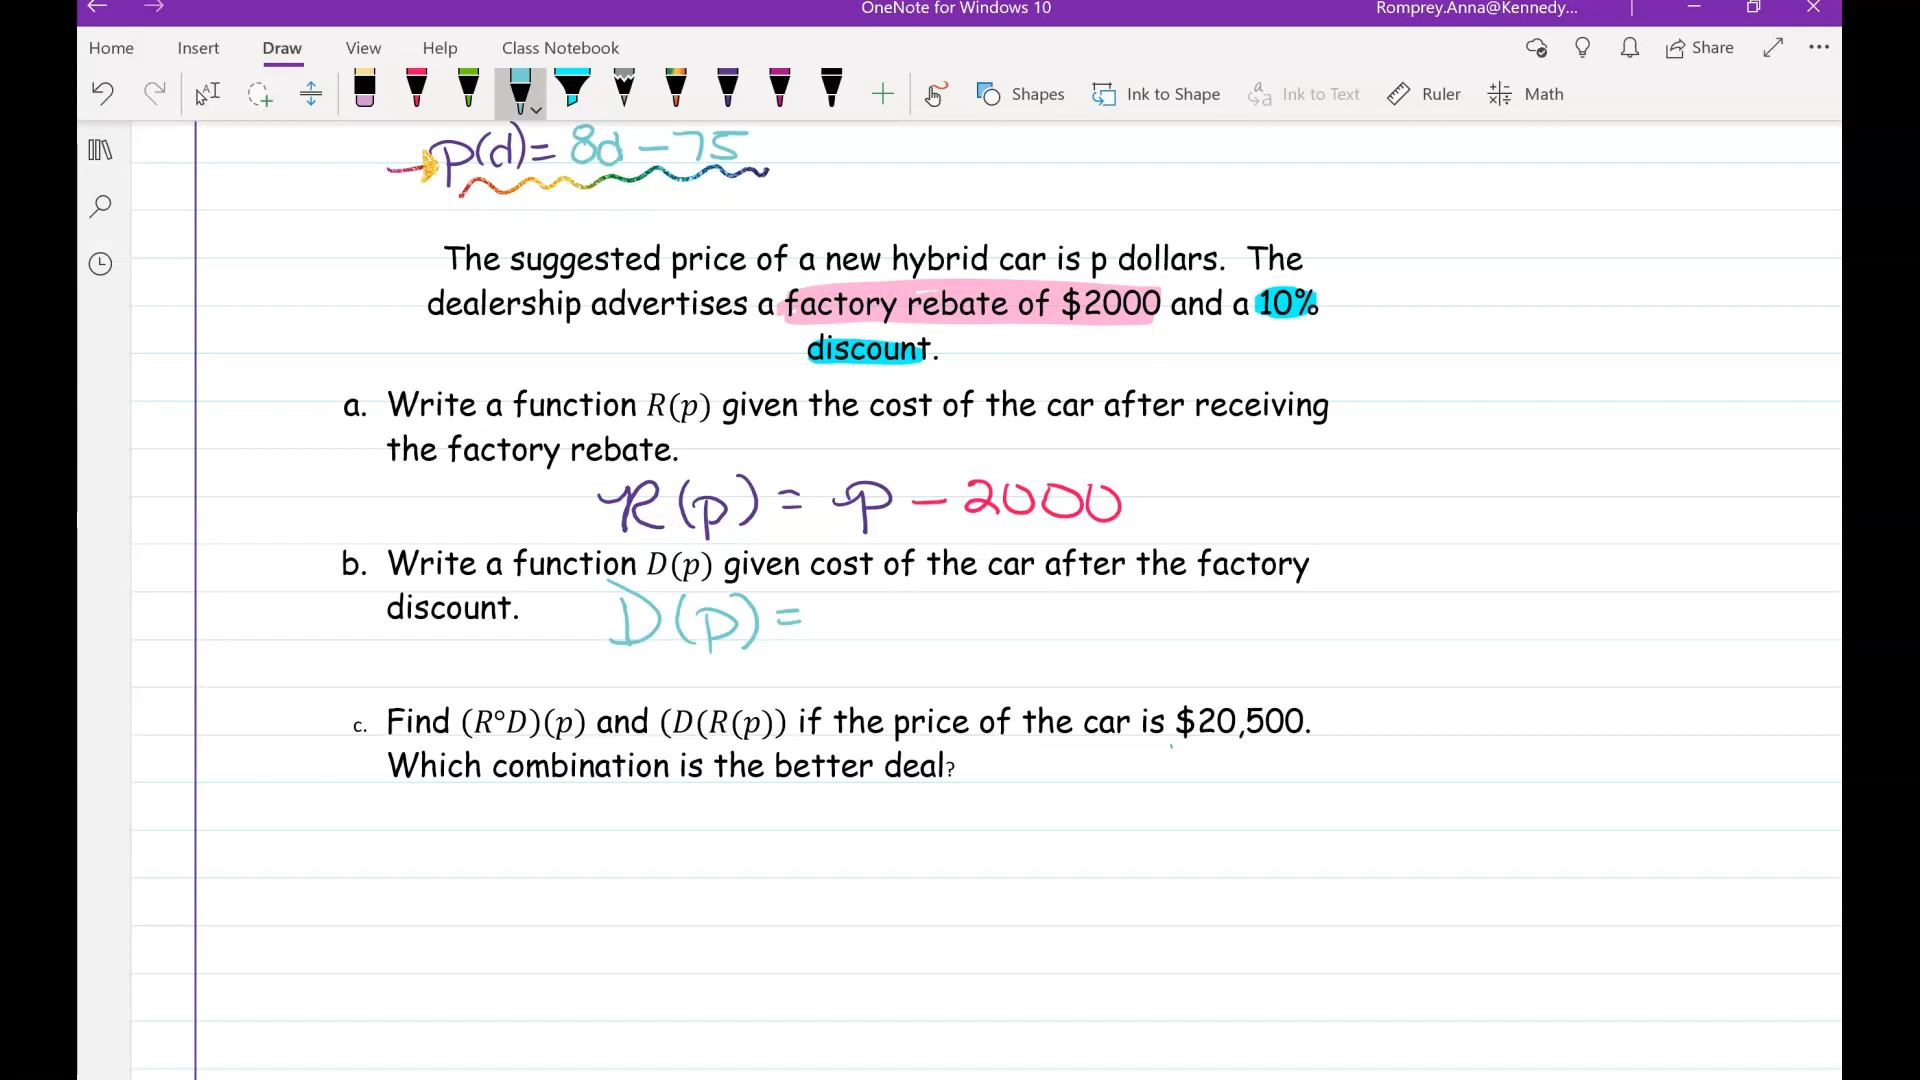 OneNote for Windows 10 Romprey.Anna@Kennedy...
Home Insert Draw View Help Class Notebook Share
Shapes Ink to Shape Ink to Text Ruler Math
p(d)= 8d - 75
The suggested price of a new hybrid car is p dollars. The
dealership advertises a factory rebate of $2000 and a 10%
discount.
a. Write a function R(p) given the cost of the car after receiving
the factory rebate.
R(p) = p - 2000
b. Write a function D(p) given cost of the car after the factory
discount.
D(p) =
c. Find (R°D)(p) and (D(R(p)) if the price of the car is $20,500.
Which combination is the better deal?